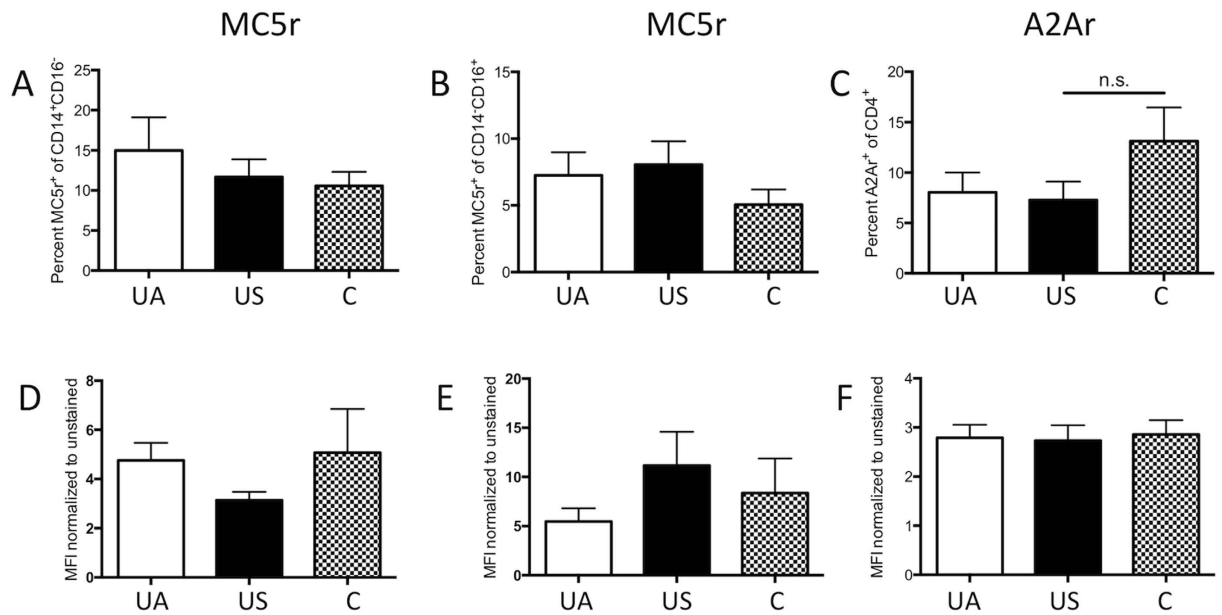 MC5r
MC5r
A2Ar
A
Percent MC5r⁺ of CD14⁺CD16⁻
25
20
15
10
5
0
UA US C
B
Percent MC5r⁺ of CD14⁻CD16⁺
15
10
5
0
UA US C
C
Percent A2Ar⁺ of CD4⁺
20
15
10
5
0
n.s.
UA US C
D
MFI normalized to unstained
8
6
4
2
0
UA US C
E
MFI normalized to unstained
20
15
10
5
0
UA US C
F
MFI normalized to unstained
4
3
2
1
0
UA US C